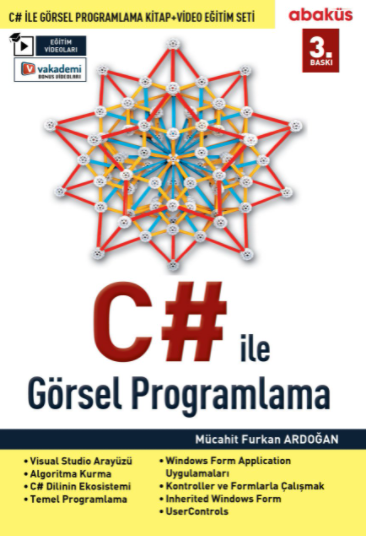 C# İLE GÖRSEL PROGRAMLAMA KİTAP+VİDEO EĞİTİM SETİ
abaküs
EĞİTİM
VİDEOLARI
vakademi
BONUS VİDEOLARI
3.
BASKI
C# ile
Görsel Programlama
Mücahit Furkan ARDOĞAN
• Visual Studio Arayüzü
• Algoritma Kurma
• C# Dilinin Ekosistemi
• Temel Programlama
• Windows Form Application
Uygulamaları
• Kontroller ve Formlarla Çalışmak
• Inherited Windows Form
• UserControls